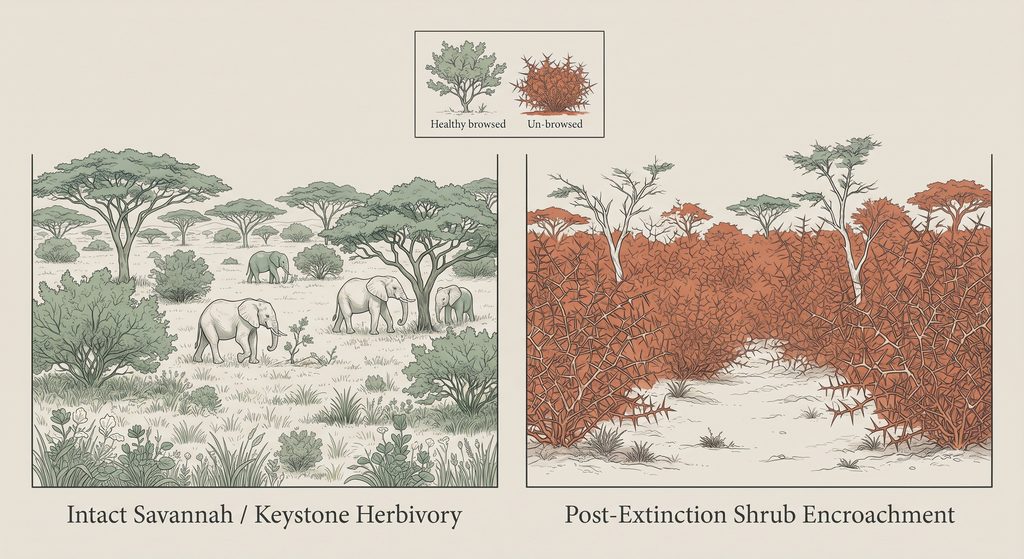 Healthy browsed
Un-browsed
Intact Savannah / Keystone Herbivory
Post-Extinction Shrub Encroachment